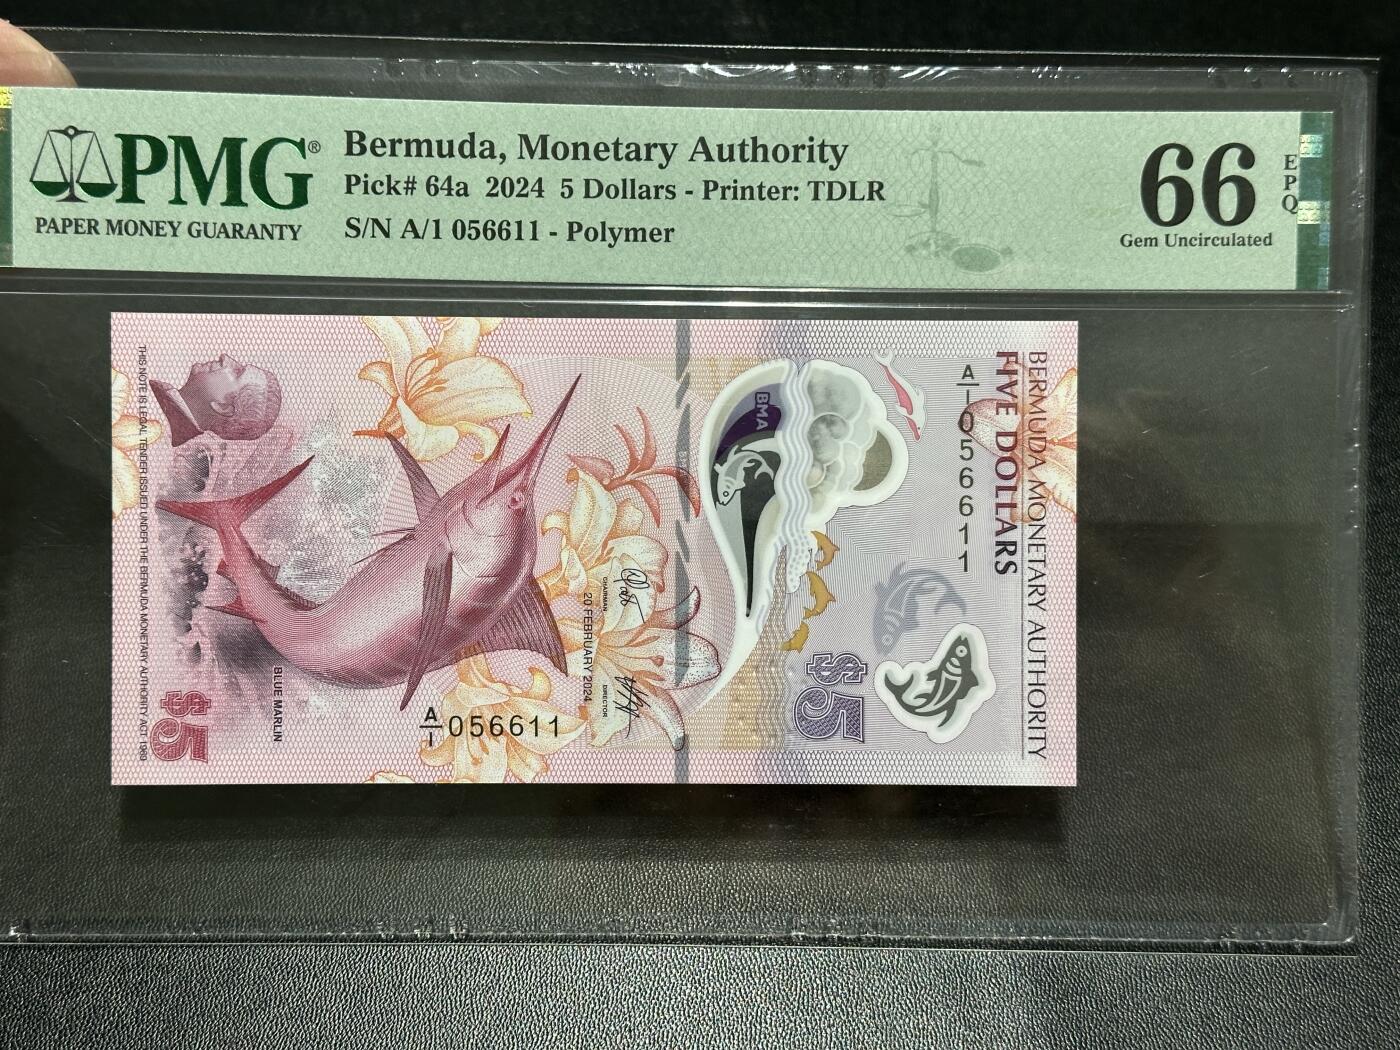 PMG®
PAPER MONEY GUARANTY
Bermuda, Monetary Authority
Pick# 64a 2024 5 Dollars - Printer: TDLR
S/N A/1 056611 - Polymer
66
EPQ
Gem Uncirculated
BERMUDA MONETARY AUTHORITY
FIVE DOLLARS
A/1 056611
BMA
$5
CHAIRMAN
DIRECTOR
20 FEBRUARY 2024
A/1 056611
BLUE MARLIN
$5
THIS NOTE IS LEGAL TENDER ISSUED UNDER THE BERMUDA MONETARY AUTHORITY ACT 1969